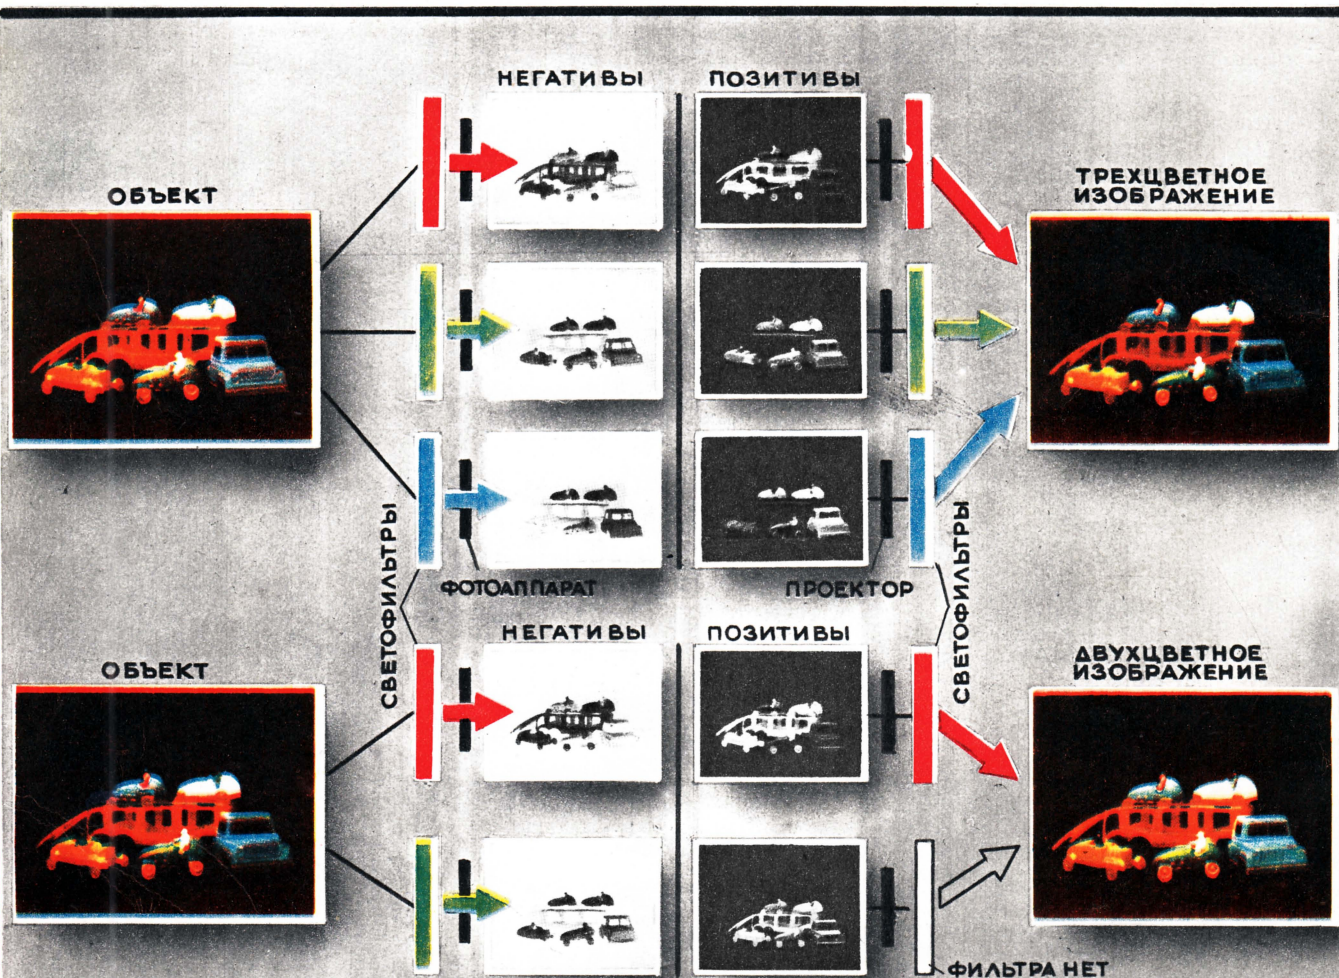 НЕГАТИВЫ
ПОЗИТИВЫ
ОБЪЕКТ
ТРЕХЦВЕТНОЕ
ИЗОБРАЖЕНИЕ
СВЕТОФИЛЬТРЫ
ФОТОАППАРАТ
ПРОЕКТОР
СВЕТОФИЛЬТРЫ
НЕГАТИВЫ
ПОЗИТИВЫ
ОБЪЕКТ
ДВУХЦВЕТНОЕ
ИЗОБРАЖЕНИЕ
ФИЛЬТРА НЕТ